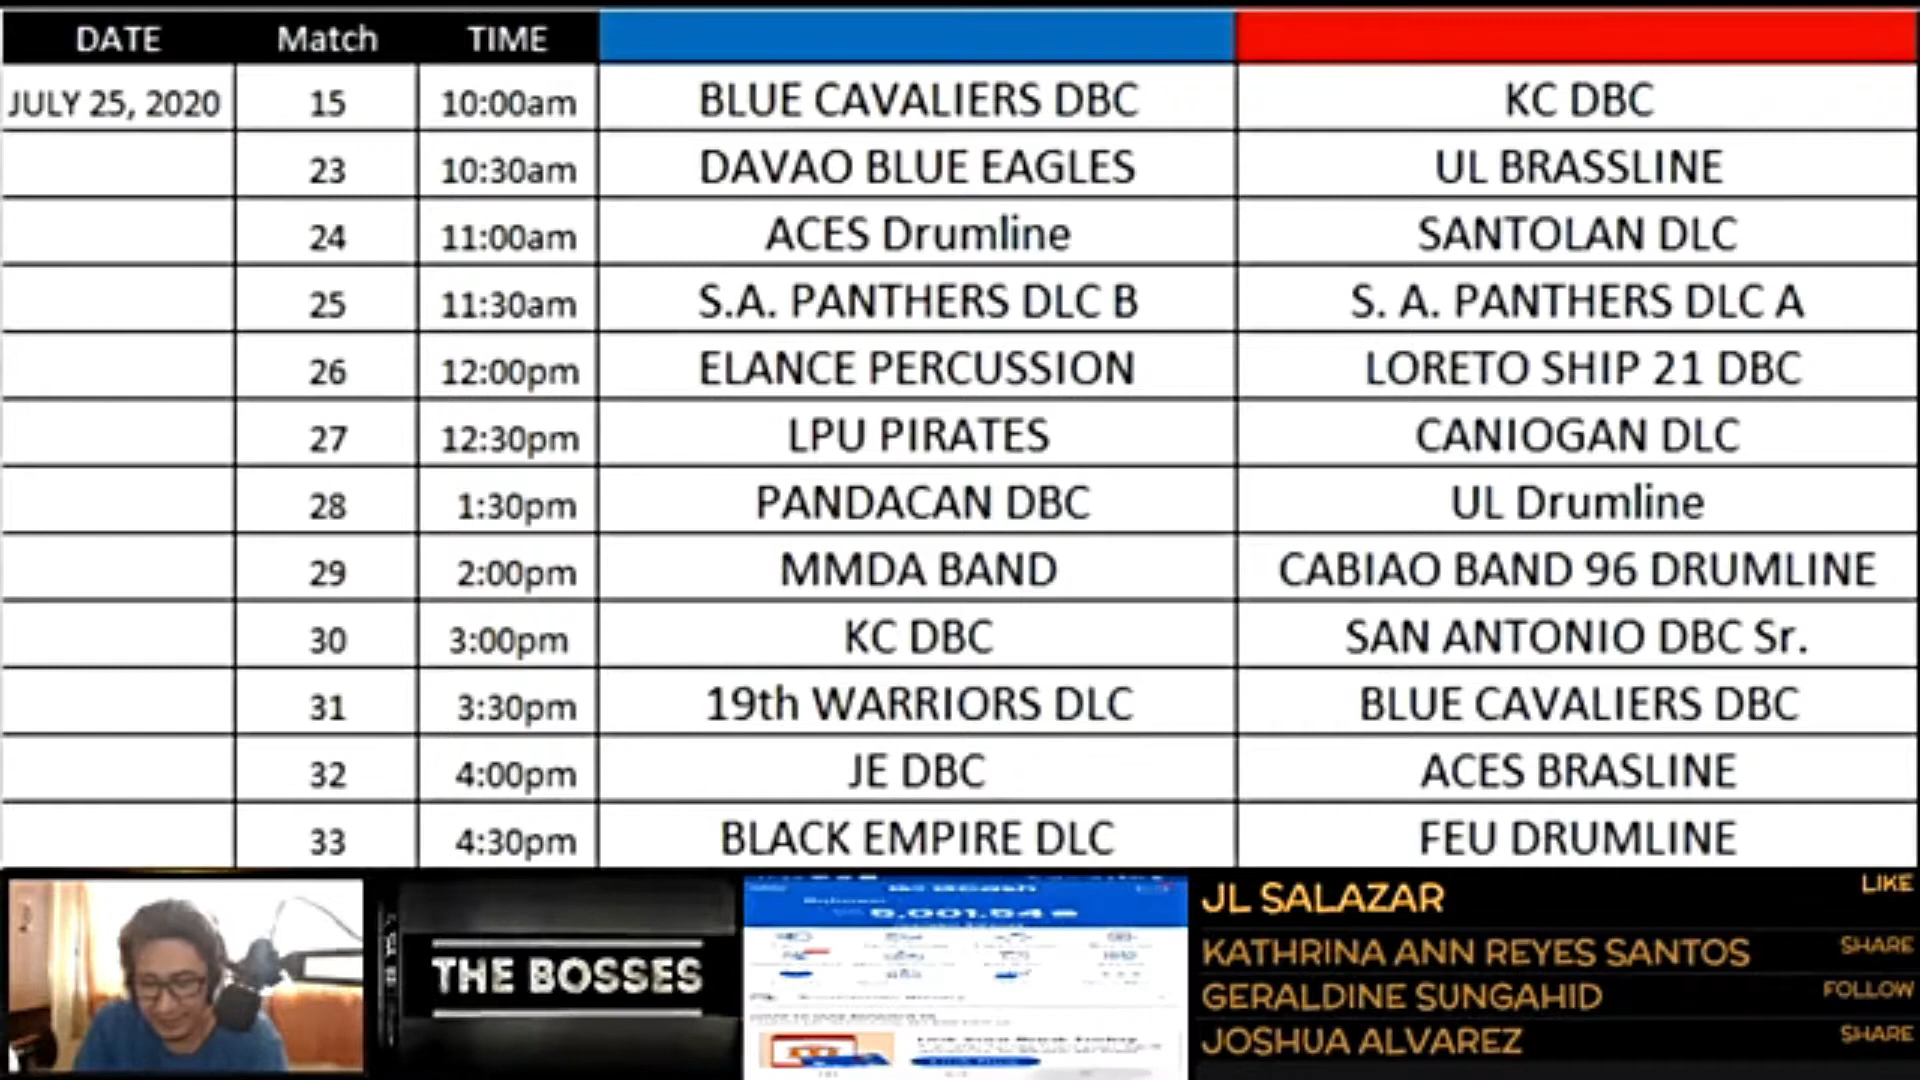 DATE Match TIME
JULY 25, 2020 15 10:00am BLUE CAVALIERS DBC KC DBC
23 10:30am DAVAO BLUE EAGLES UL BRASSLINE
24 11:00am ACES Drumline SANTOLAN DLC
25 11:30am S.A. PANTHERS DLC B S. A. PANTHERS DLC A
26 12:00pm ELANCE PERCUSSION LORETO SHIP 21 DBC
27 12:30pm LPU PIRATES CANIOGAN DLC
28 1:30pm PANDACAN DBC UL Drumline
29 2:00pm MMDA BAND CABIAO BAND 96 DRUMLINE
30 3:00pm KC DBC SAN ANTONIO DBC Sr.
31 3:30pm 19th WARRIORS DLC BLUE CAVALIERS DBC
32 4:00pm JE DBC ACES BRASLINE
33 4:30pm BLACK EMPIRE DLC FEU DRUMLINE
THE BOSSES
5,001.54
JL SALAZAR LIKE
KATHRINA ANN REYES SANTOS SHARE
GERALDINE SUNGAHID FOLLOW
JOSHUA ALVAREZ SHARE